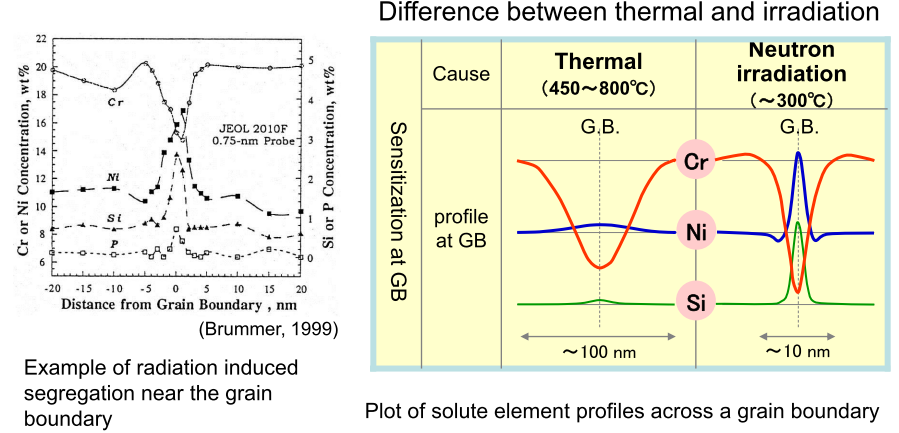 Difference between thermal and irradiation
22
20
18
16
14
12
10
8
6
Cr or Ni Concentration, wt%
5
4
3
2
1
0
Si or P Concentration, wt%
Cr
JEOL 2010F
0.75-nm Probe
Ni
Si
P
-20 -15 -10 -5 0 5 10 15 20
Distance from Grain Boundary , nm
(Brummer, 1999)
Example of radiation induced
segregation near the grain
boundary
Sensitization at GB
Cause
Thermal
(450~800℃)
Neutron
irradiation
(~300℃)
profile
at GB
G.B.
G.B.
Cr
Ni
Si
~100 nm
~10 nm
Plot of solute element profiles across a grain boundary